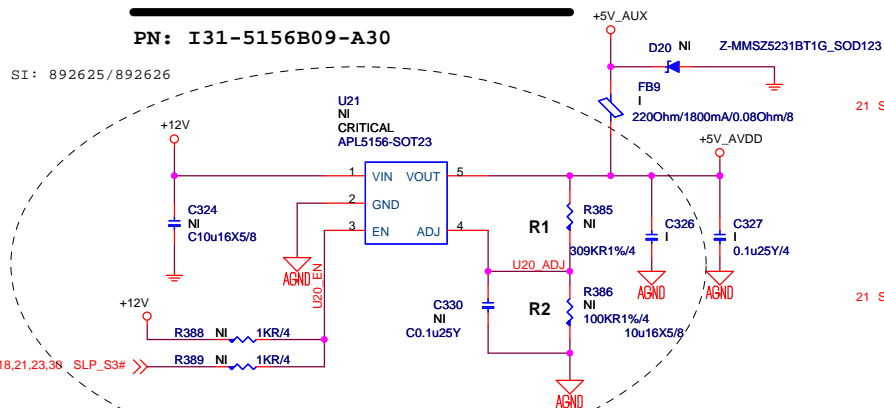 PN: I31-5156B09-A30
SI: 892625/892626
+5V_AUX
D20 NI
Z-MMSZ5231BT1G_SOD123
FB9
I
220Ohm/1800mA/0.08Ohm/8
21 S
+12V
U21
NI
CRITICAL
APL5156-SOT23
+5V_AVDD
1 VIN VOUT 5
2 GND
3 EN ADJ 4
C324
NI
C10u16X5/8
R1
R385
NI
309KR1%/4
C326
I
C327
I
0.1u25Y/4
AGND
U20_EN
U20_ADJ
AGND
AGND
+12V
C330
NI
C0.1u25Y
R2
R386
NI
100KR1%/4
10u16X5/8
21 S
R388 NI 1KR/4
18,21,23,30 SLP_S3#
R389 NI 1KR/4
AGND